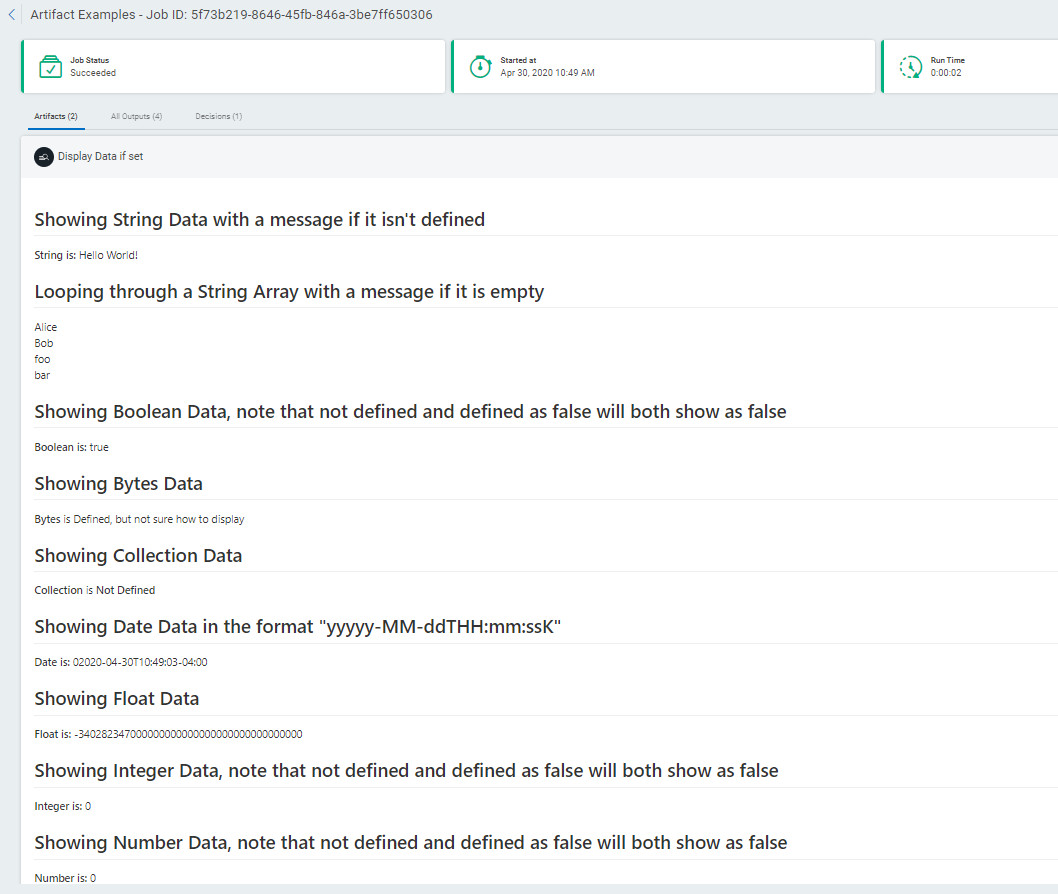 Artifact Examples - Job ID: 5f73b219-8646-45fb-846a-3be7ff650306
Job Status
Succeeded
Started at
Apr 30, 2020 10:49 AM
Run Time
0:00:02
Artifacts (2)
All Outputs (4)
Decisions (1)
Display Data if set
Showing String Data with a message if it isn't defined
String is: Hello World!
Looping through a String Array with a message if it is empty
Alice
Bob
foo
bar
Showing Boolean Data, note that not defined and defined as false will both show as false
Boolean is: true
Showing Bytes Data
Bytes is Defined, but not sure how to display
Showing Collection Data
Collection is Not Defined
Showing Date Data in the format "yyyyy-MM-ddTHH:mm:ssK"
Date is: 02020-04-30T10:49:03-04:00
Showing Float Data
Float is: -340282347000000000000000000000000000000
Showing Integer Data, note that not defined and defined as false will both show as false
Integer is: 0
Showing Number Data, note that not defined and defined as false will both show as false
Number is: 0